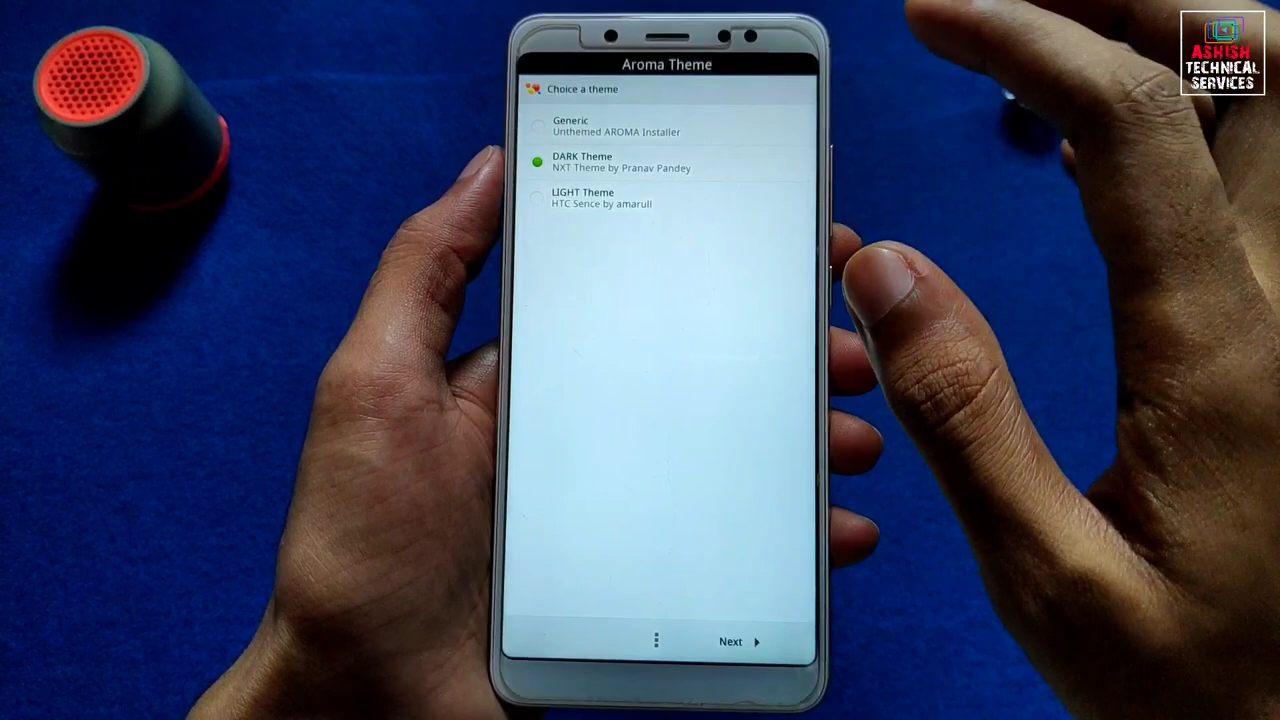 Aroma Theme
Choice a theme
Generic
Unthemed AROMA Installer
DARK Theme
NXT Theme by Pranav Pandey
LIGHT Theme
HTC Sence by amarull
Next
ASHISH
TECHNICAL
SERVICES